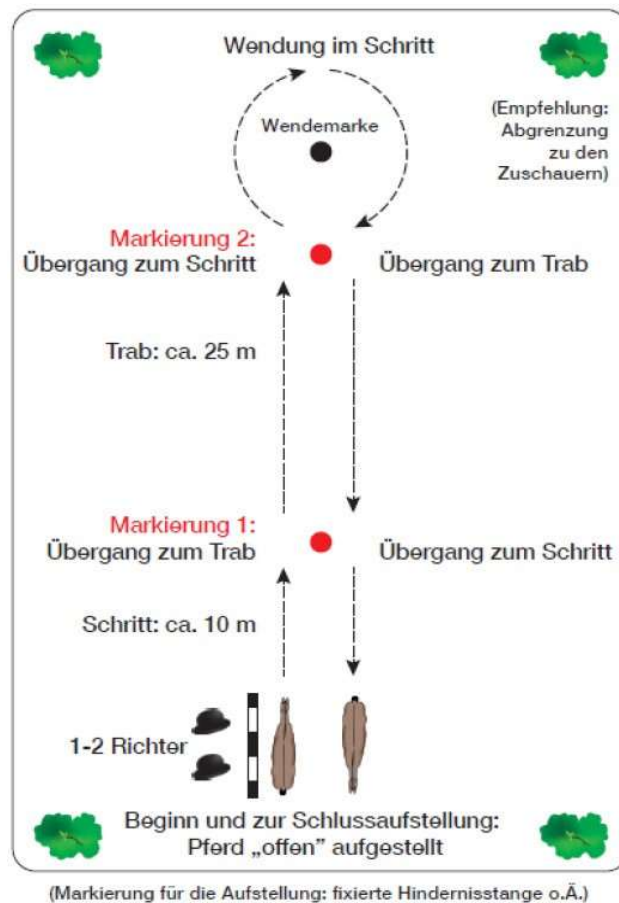 Wendung im Schritt
Wendemarke
(Empfehlung:
Abgrenzung
zu den
Zuschauern)
Markierung 2:
Übergang zum Schritt
Übergang zum Trab
Trab: ca. 25 m
Markierung 1:
Übergang zum Trab
Übergang zum Schritt
Schritt: ca. 10 m
1-2 Richter
Beginn und zur Schlussaufstellung:
Pferd „offen” aufgestellt
(Markierung für die Aufstellung: fixierte Hindernisstange o.Ä.)